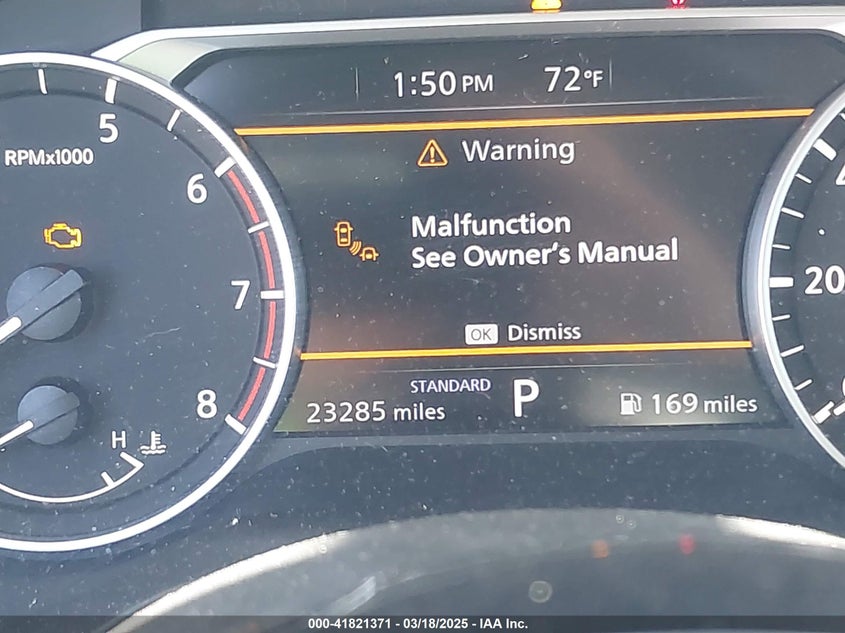 1:50 PM 72°F
5
RPMx1000
Warning
6
Malfunction
See Owner's Manual
7
20
OK Dismiss
8
STANDARD
23285 miles P 169 miles
H
000-41821371 - 03/18/2025 - IAA Inc.